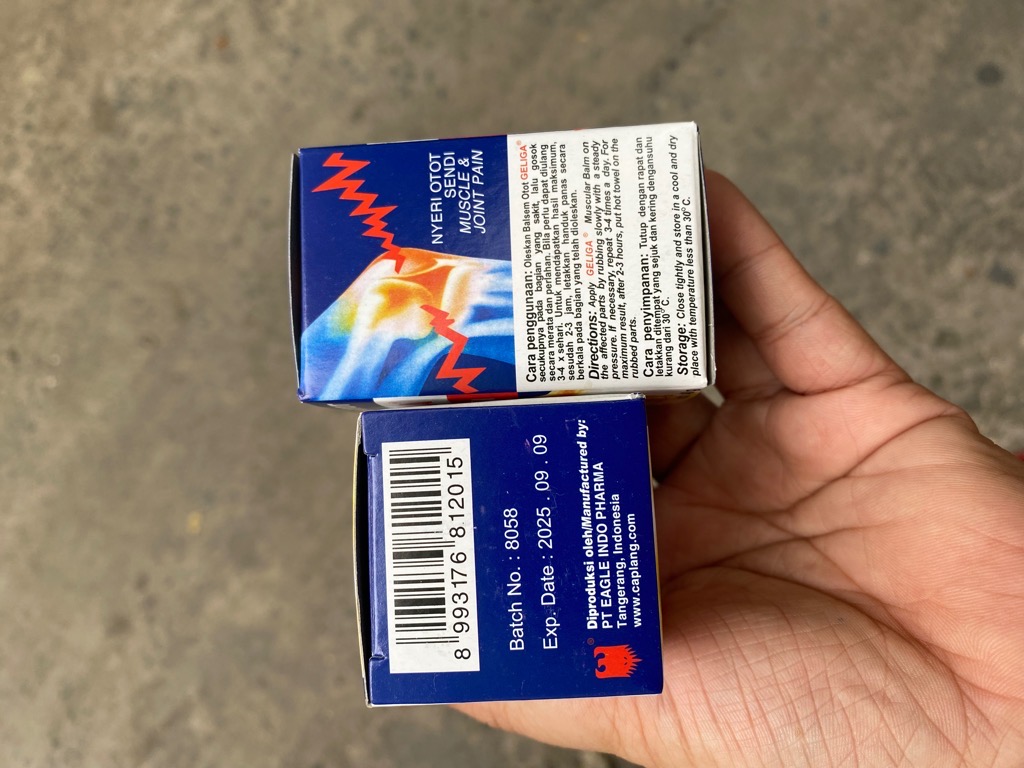 NYERI OTOT
SENDI
MUSCLE &
JOINT PAIN
Cara penggunaan: Oleskan Balsem Otot GELIGA®
secukupnya pada bagian yang sakit, lalu gosok
secara merata dan perlahan. Bila perlu dapat diulang
3-4 x sehari. Untuk mendapatkan hasil maksimum,
sesudah 2-3 jam, letakkan handuk panas secara
berkala pada bagian yang telah dioleskan.
Directions: Apply GELIGA® Muscular Balm on
the affected parts by rubbing slowly with a steady
pressure. If necessary, repeat 3-4 times a day. For
maximum result, after 2-3 hours, put hot towel on the
rubbed parts.
Cara penyimpanan: Tutup dengan rapat dan
letakkan ditempat yang sejuk dan kering dengansuhu
kurang dari 30°C.
Storage: Close tightly and store in a cool and dry
place with temperature less than 30°C.
8 993176 812015
Batch No. : 8058
Exp. Date : 2025 . 09 . 09
Diproduksi oleh/Manufactured by:
PT EAGLE INDO PHARMA
Tangerang, Indonesia
www.caplang.com